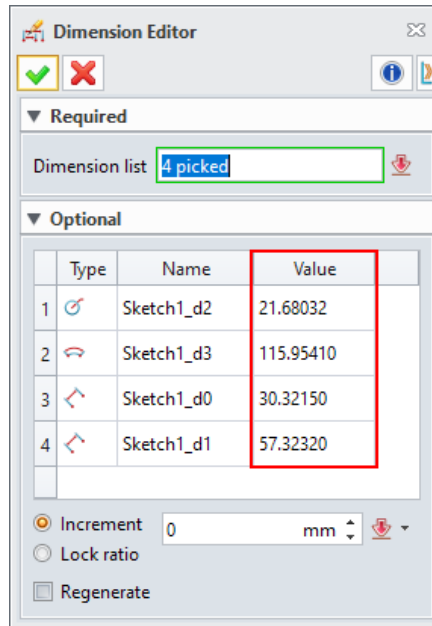 Dimension Editor
Required
Dimension list 4 picked
Optional
Type Name Value
1 Sketch1_d2 21.68032
2 Sketch1_d3 115.95410
3 Sketch1_d0 30.32150
4 Sketch1_d1 57.32320
Increment 0 mm
Lock ratio
Regenerate